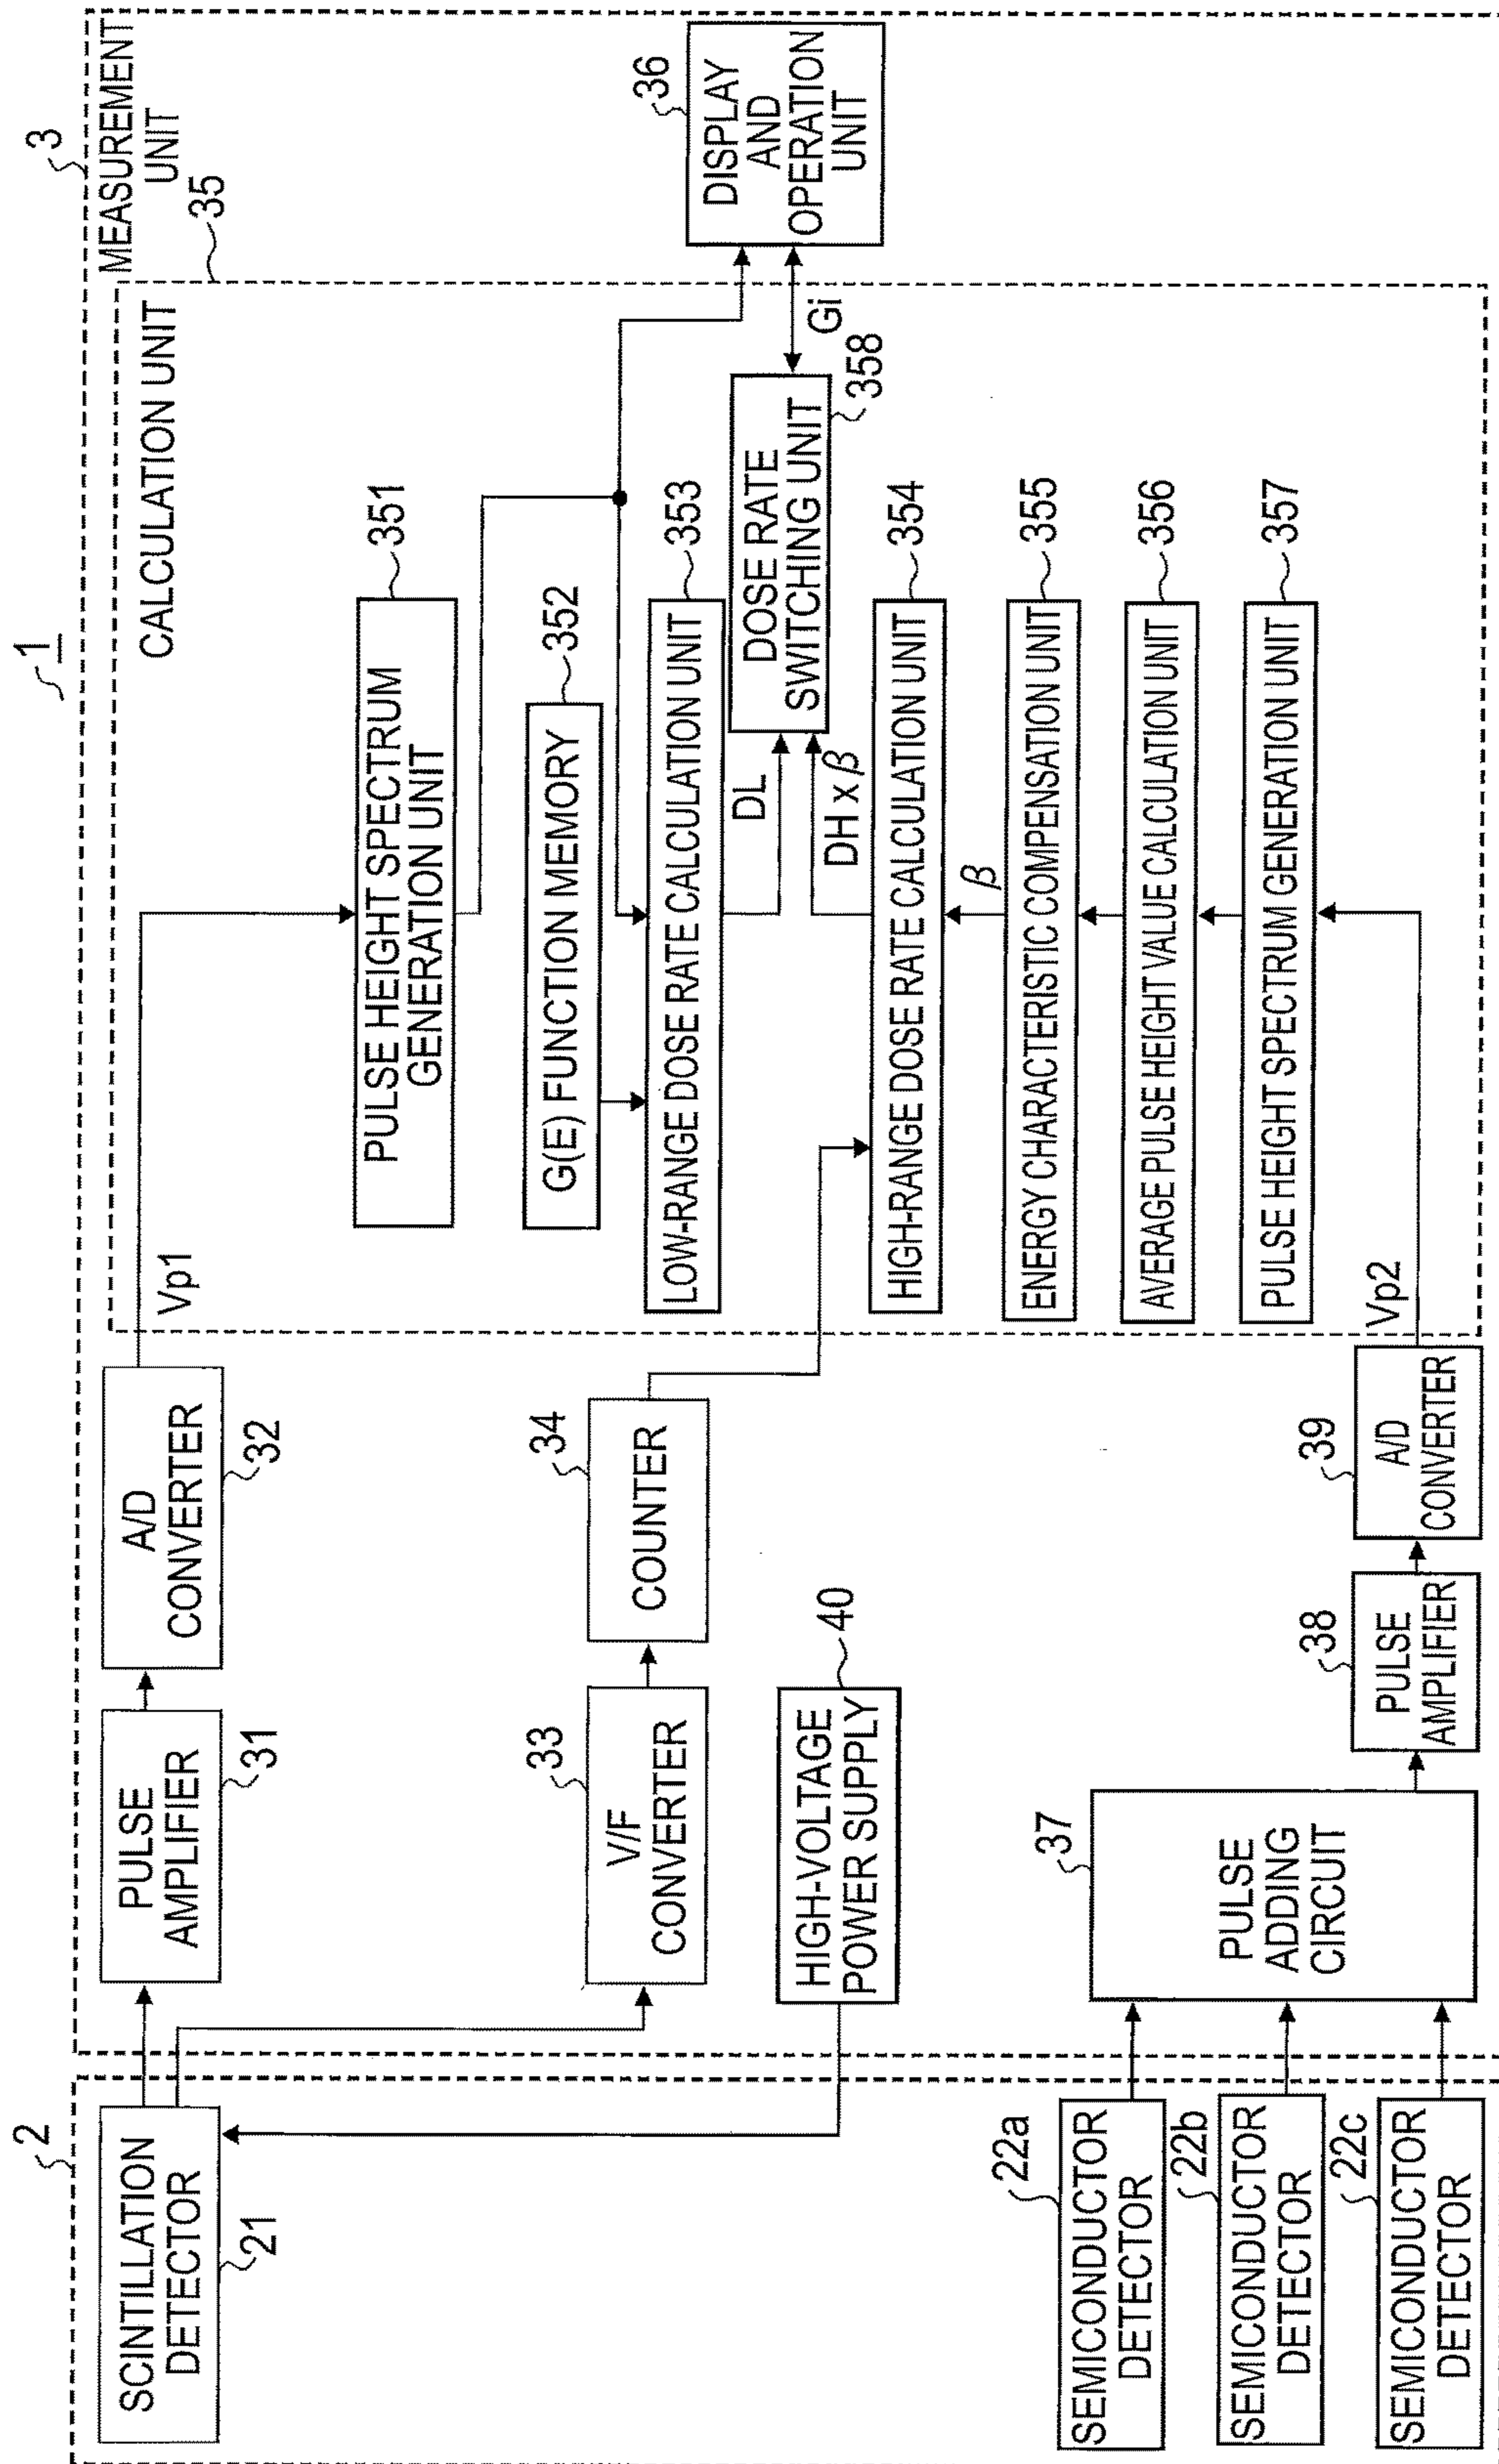 1
2
SCINTILLATION
DETECTOR
21
22a
SEMICONDUCTOR
DETECTOR
22b
SEMICONDUCTOR
DETECTOR
22c
SEMICONDUCTOR
DETECTOR
3
MEASUREMENT
UNIT
PULSE
AMPLIFIER
31
A/D
CONVERTER
32
Vp1
33
V/F
CONVERTER
34
COUNTER
HIGH-VOLTAGE
POWER SUPPLY
40
37
PULSE
ADDING
CIRCUIT
38
PULSE
AMPLIFIER
39
A/D
CONVERTER
Vp2
35
CALCULATION UNIT
PULSE HEIGHT SPECTRUM
GENERATION UNIT
351
G(E) FUNCTION MEMORY
352
LOW-RANGE DOSE RATE CALCULATION UNIT
353
DL
DOSE RATE
SWITCHING UNIT
358
Gi
DH x β
HIGH-RANGE DOSE RATE CALCULATION UNIT
354
β
ENERGY CHARACTERISTIC COMPENSATION UNIT
355
AVERAGE PULSE HEIGHT VALUE CALCULATION UNIT
356
PULSE HEIGHT SPECTRUM GENERATION UNIT
357
36
DISPLAY
AND
OPERATION
UNIT